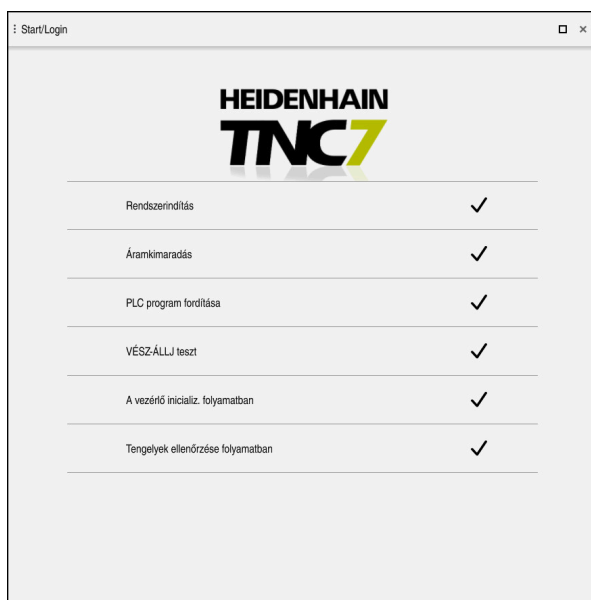 Start/Login
HEIDENHAIN
TNC7
Rendszerindítás
Áramkimaradás
PLC program fordítása
VÉSZ-ÁLLJ teszt
A vezérlő inicializ. folyamatban
Tengelyek ellenőrzése folyamatban